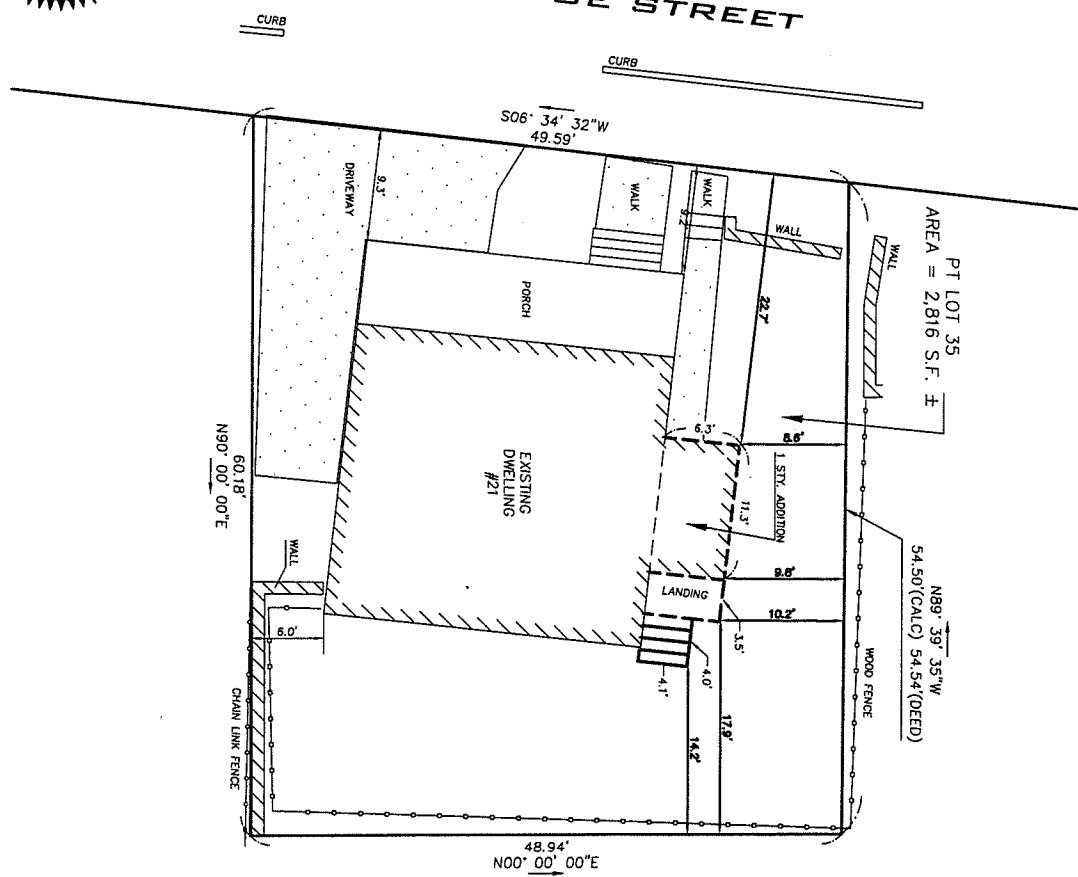 STREET
CURB
CURB
S06° 34' 32"W
49.59'
DRIVEWAY
9.3'
WALK
WALK
9.2'
WALL
WALL
PT LOT 35
AREA = 2,816 S.F. ±
PORCH
22.7'
6.3'
8.6'
1 STY. ADDITION
11.3'
EXISTING
DWELLING
#21
N90° 00' 00"E
60.18'
WALL
9.6'
LANDING
10.2'
3.5'
N89° 39' 35"W
54.50'(CALC) 54.54'(DEED)
WOOD FENCE
6.0'
4.0'
4.1'
17.9'
14.2'
CHAIN LINK FENCE
48.94'
N00° 00' 00"E